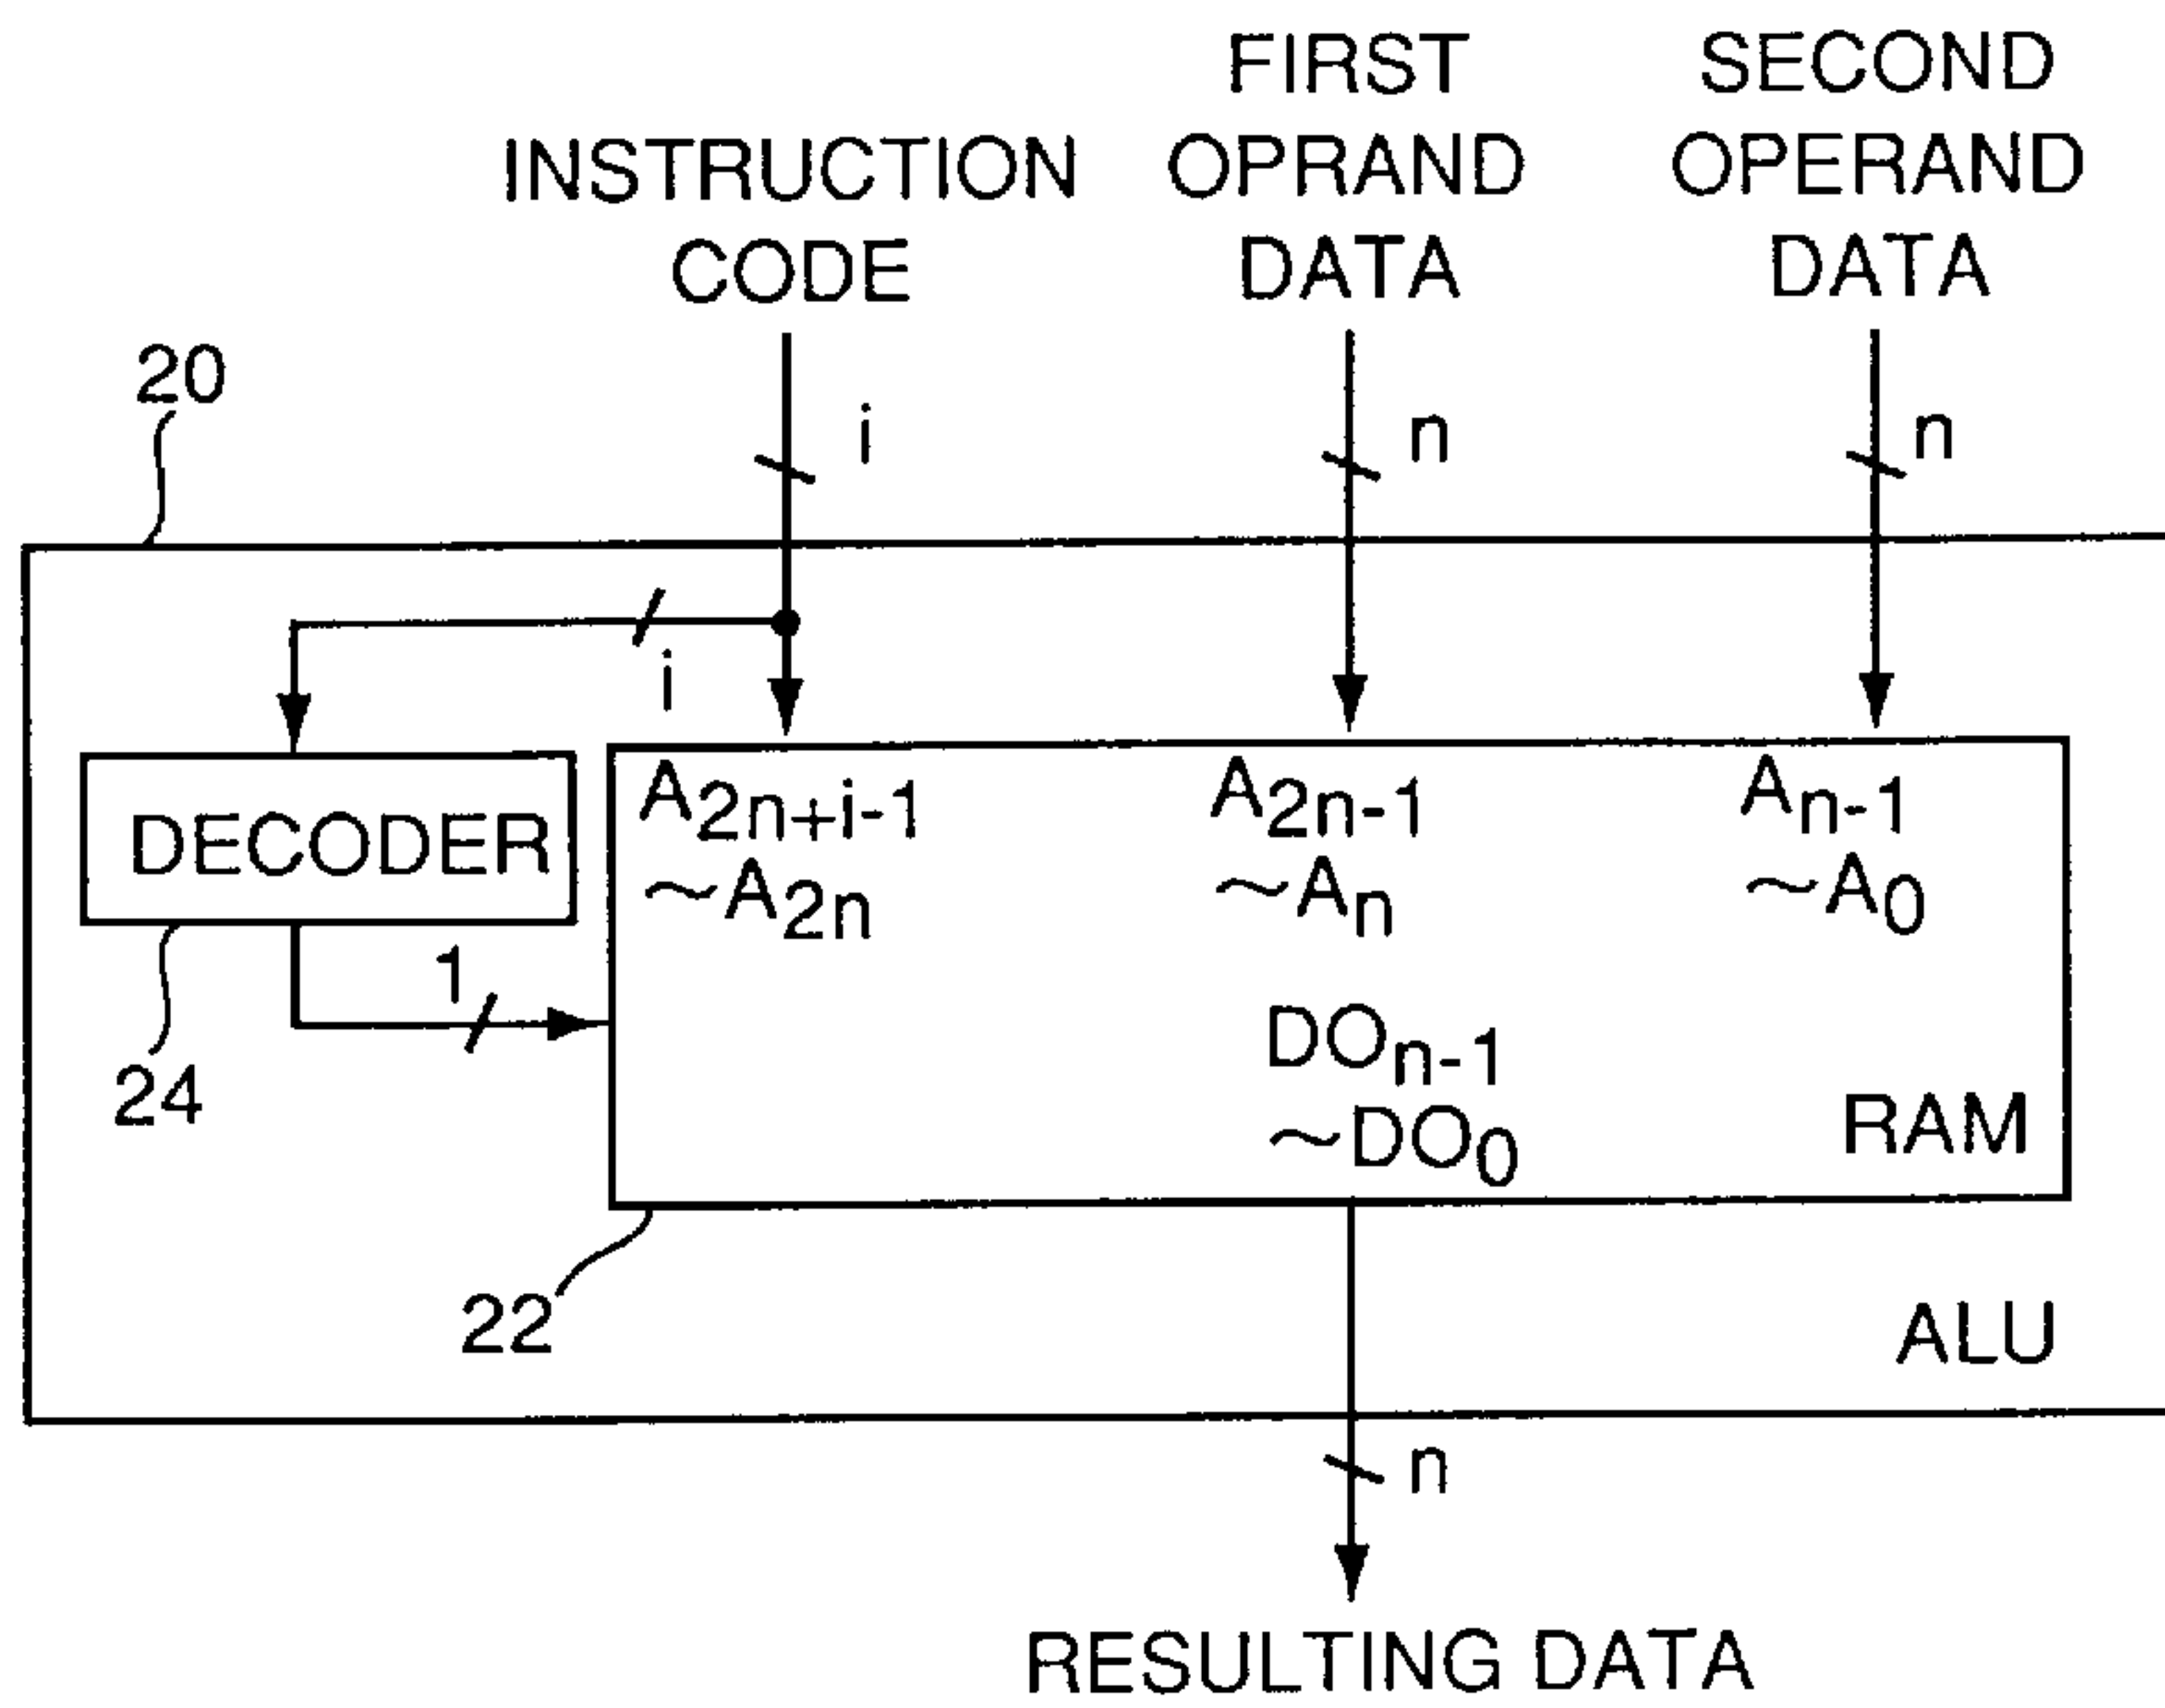 FIRST
OPRAND
DATA
SECOND
OPERAND
DATA
INSTRUCTION
CODE
20
i
n
n
i
DECODER
A2n+i-1
~A2n
A2n-1
~An
An-1
~A0
1
24
DOn-1
~DO0
RAM
22
ALU
n
RESULTING DATA